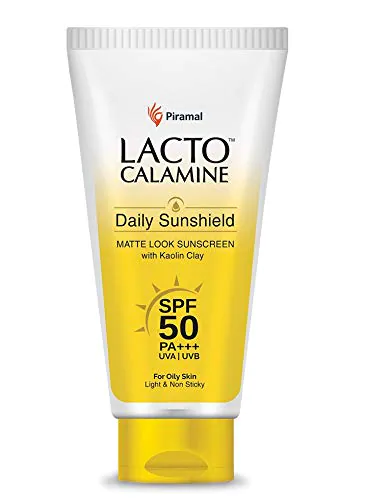 Piramal
LACTO™
CALAMINE
Daily Sunshield
MATTE LOOK SUNSCREEN
with Kaolin Clay
SPF
50
PA+++
UVA | UVB
For Oily Skin
Light & Non Sticky